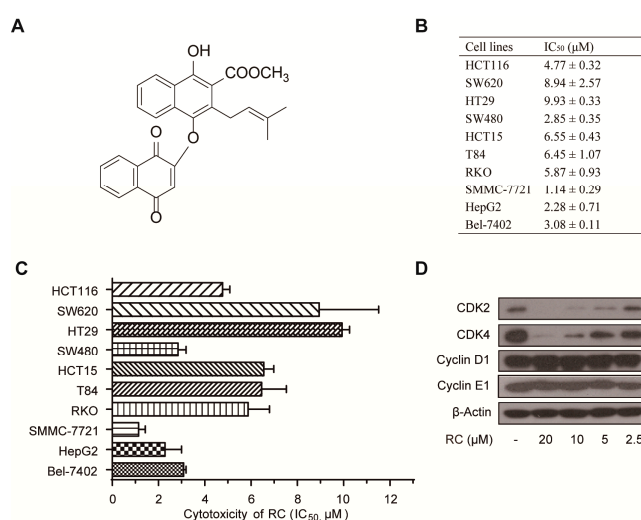 A
OH
COOCH3
O
O
O
B
Cell lines IC50 (μM)
HCT116 4.77 ± 0.32
SW620 8.94 ± 2.57
HT29 9.93 ± 0.33
SW480 2.85 ± 0.35
HCT15 6.55 ± 0.43
T84 6.45 ± 1.07
RKO 5.87 ± 0.93
SMMC-7721 1.14 ± 0.29
HepG2 2.28 ± 0.71
Bel-7402 3.08 ± 0.11
C
HCT116
SW620
HT29
SW480
HCT15
T84
RKO
SMMC-7721
HepG2
Bel-7402
0 2 4 6 8 10 12
Cytotoxicity of RC (IC50, μM)
D
CDK2
CDK4
Cyclin D1
Cyclin E1
β-Actin
RC (μM) - 20 10 5 2.5